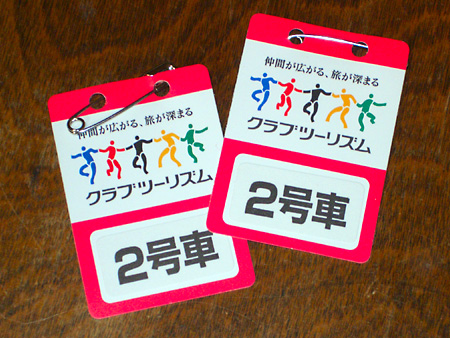 仲間が広がる、旅が深まる
クラブツーリズム
2号車
仲間が広がる、旅が深まる
クラブツーリズム
2号車